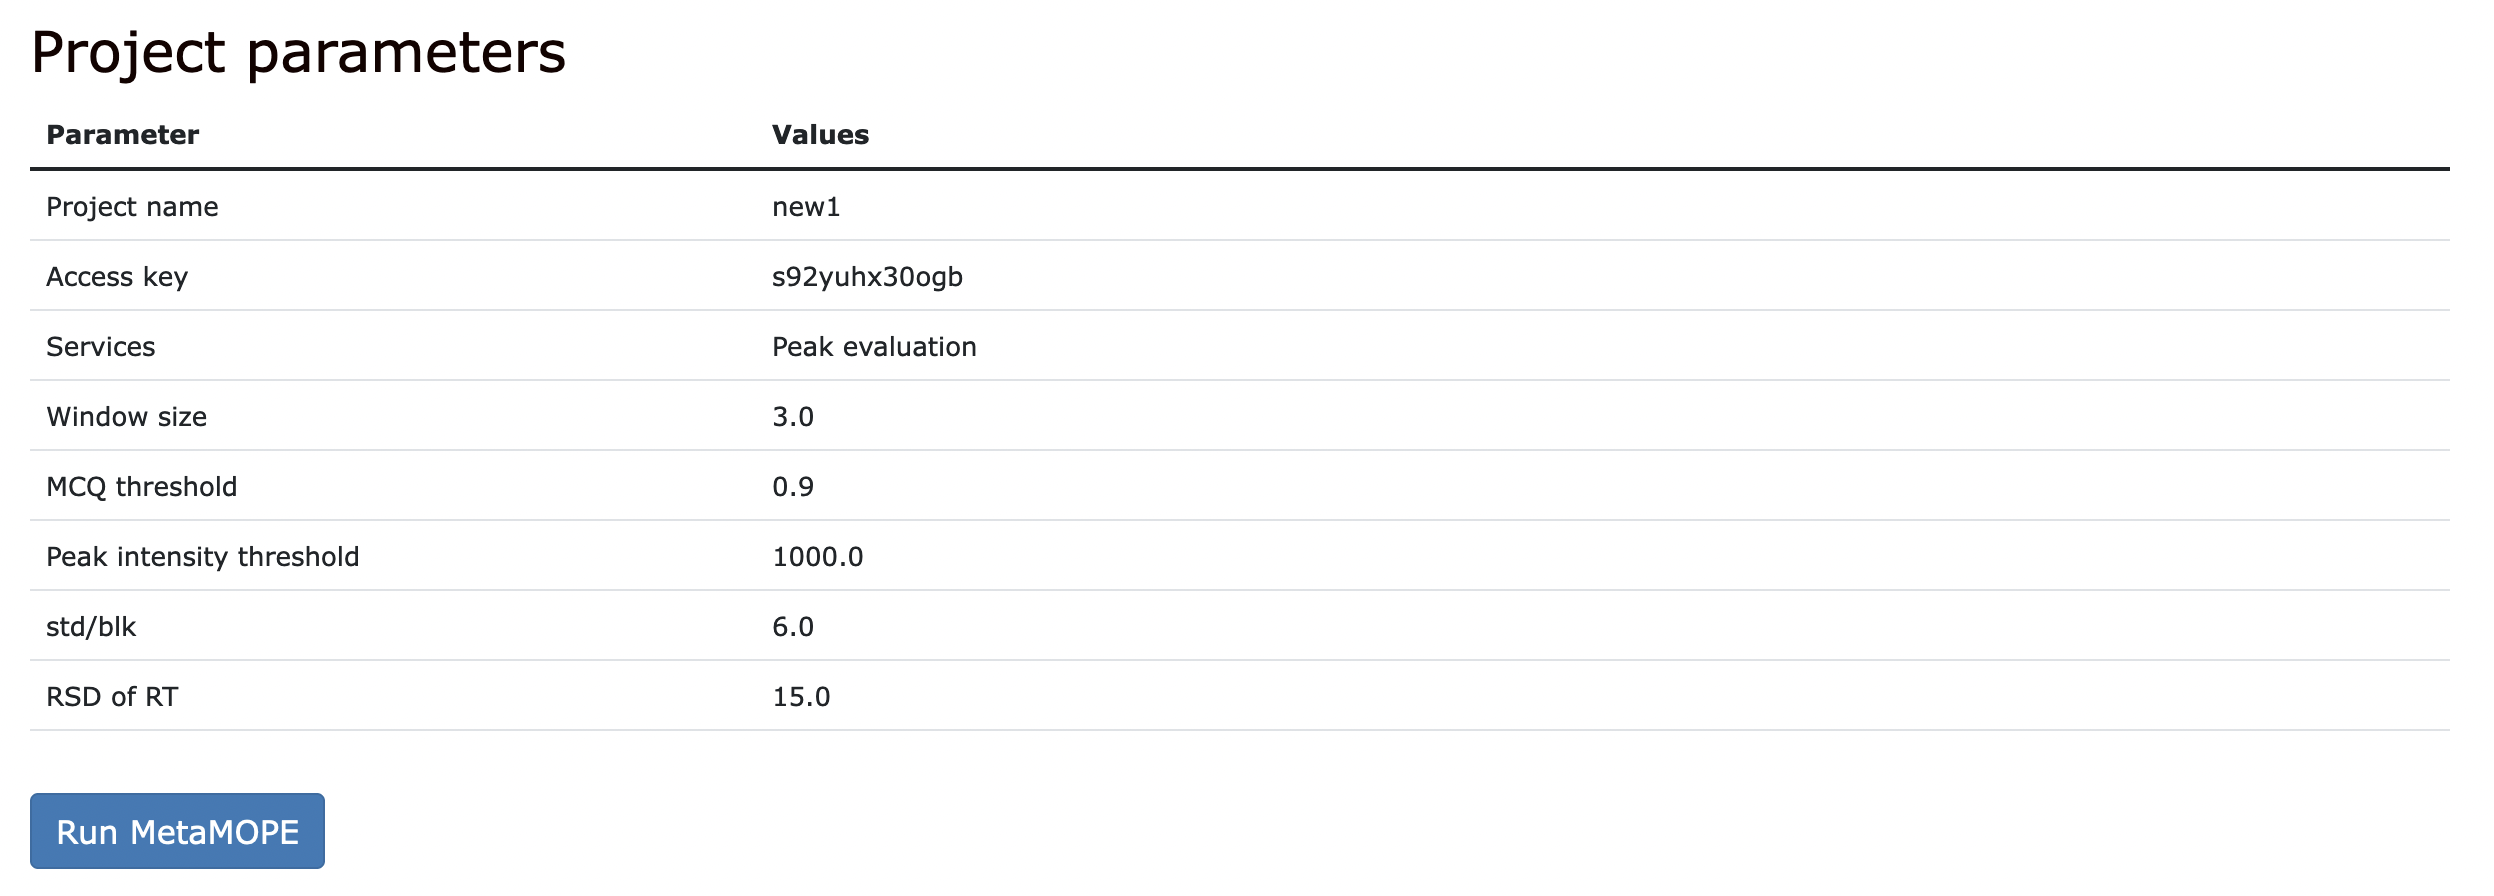 Project parameters
Parameter Values
Project name new1
Access key s92yuhx30ogb
Services Peak evaluation
Window size 3.0
MCQ threshold 0.9
Peak intensity threshold 1000.0
std/blk 6.0
RSD of RT 15.0
Run MetaMOPE